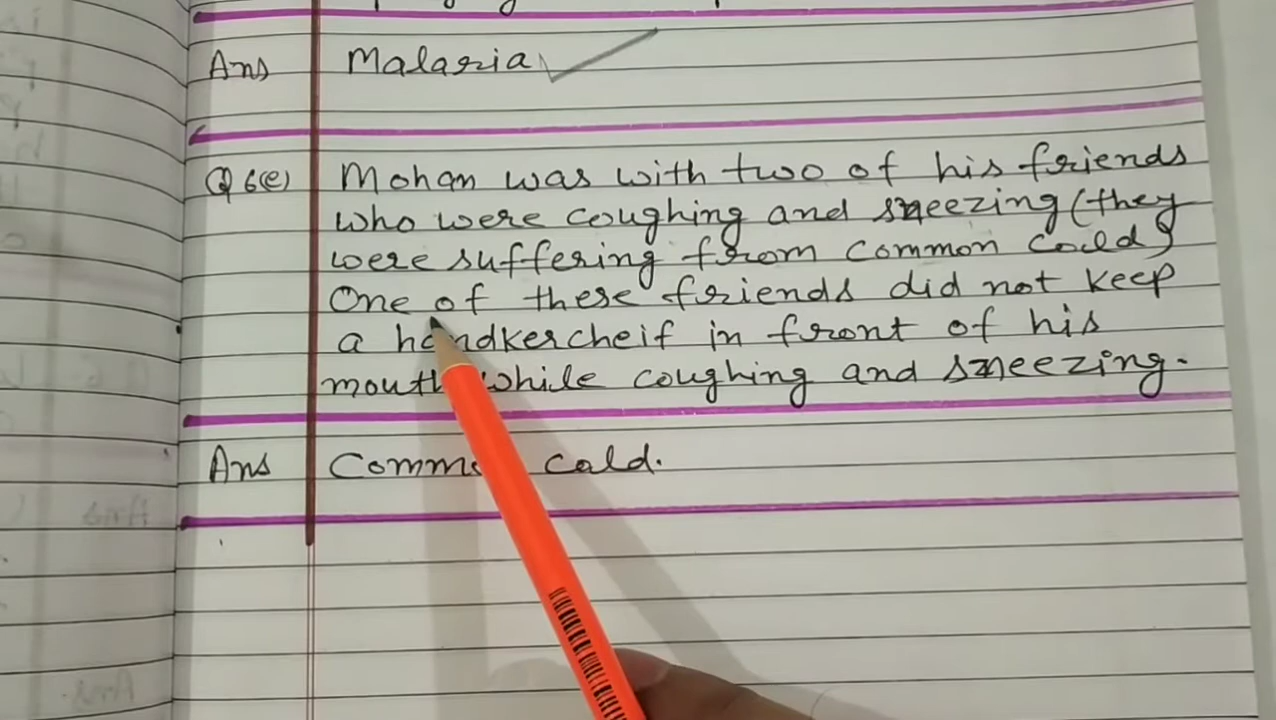 Ans Malaria
Q 6(e) Mohan was with two of his friends
who were coughing and sneezing (they
were suffering from common cold)
One of these friends did not keep
a handkercheif in front of his
mouth while coughing and sneezing.
Ans Common cold.